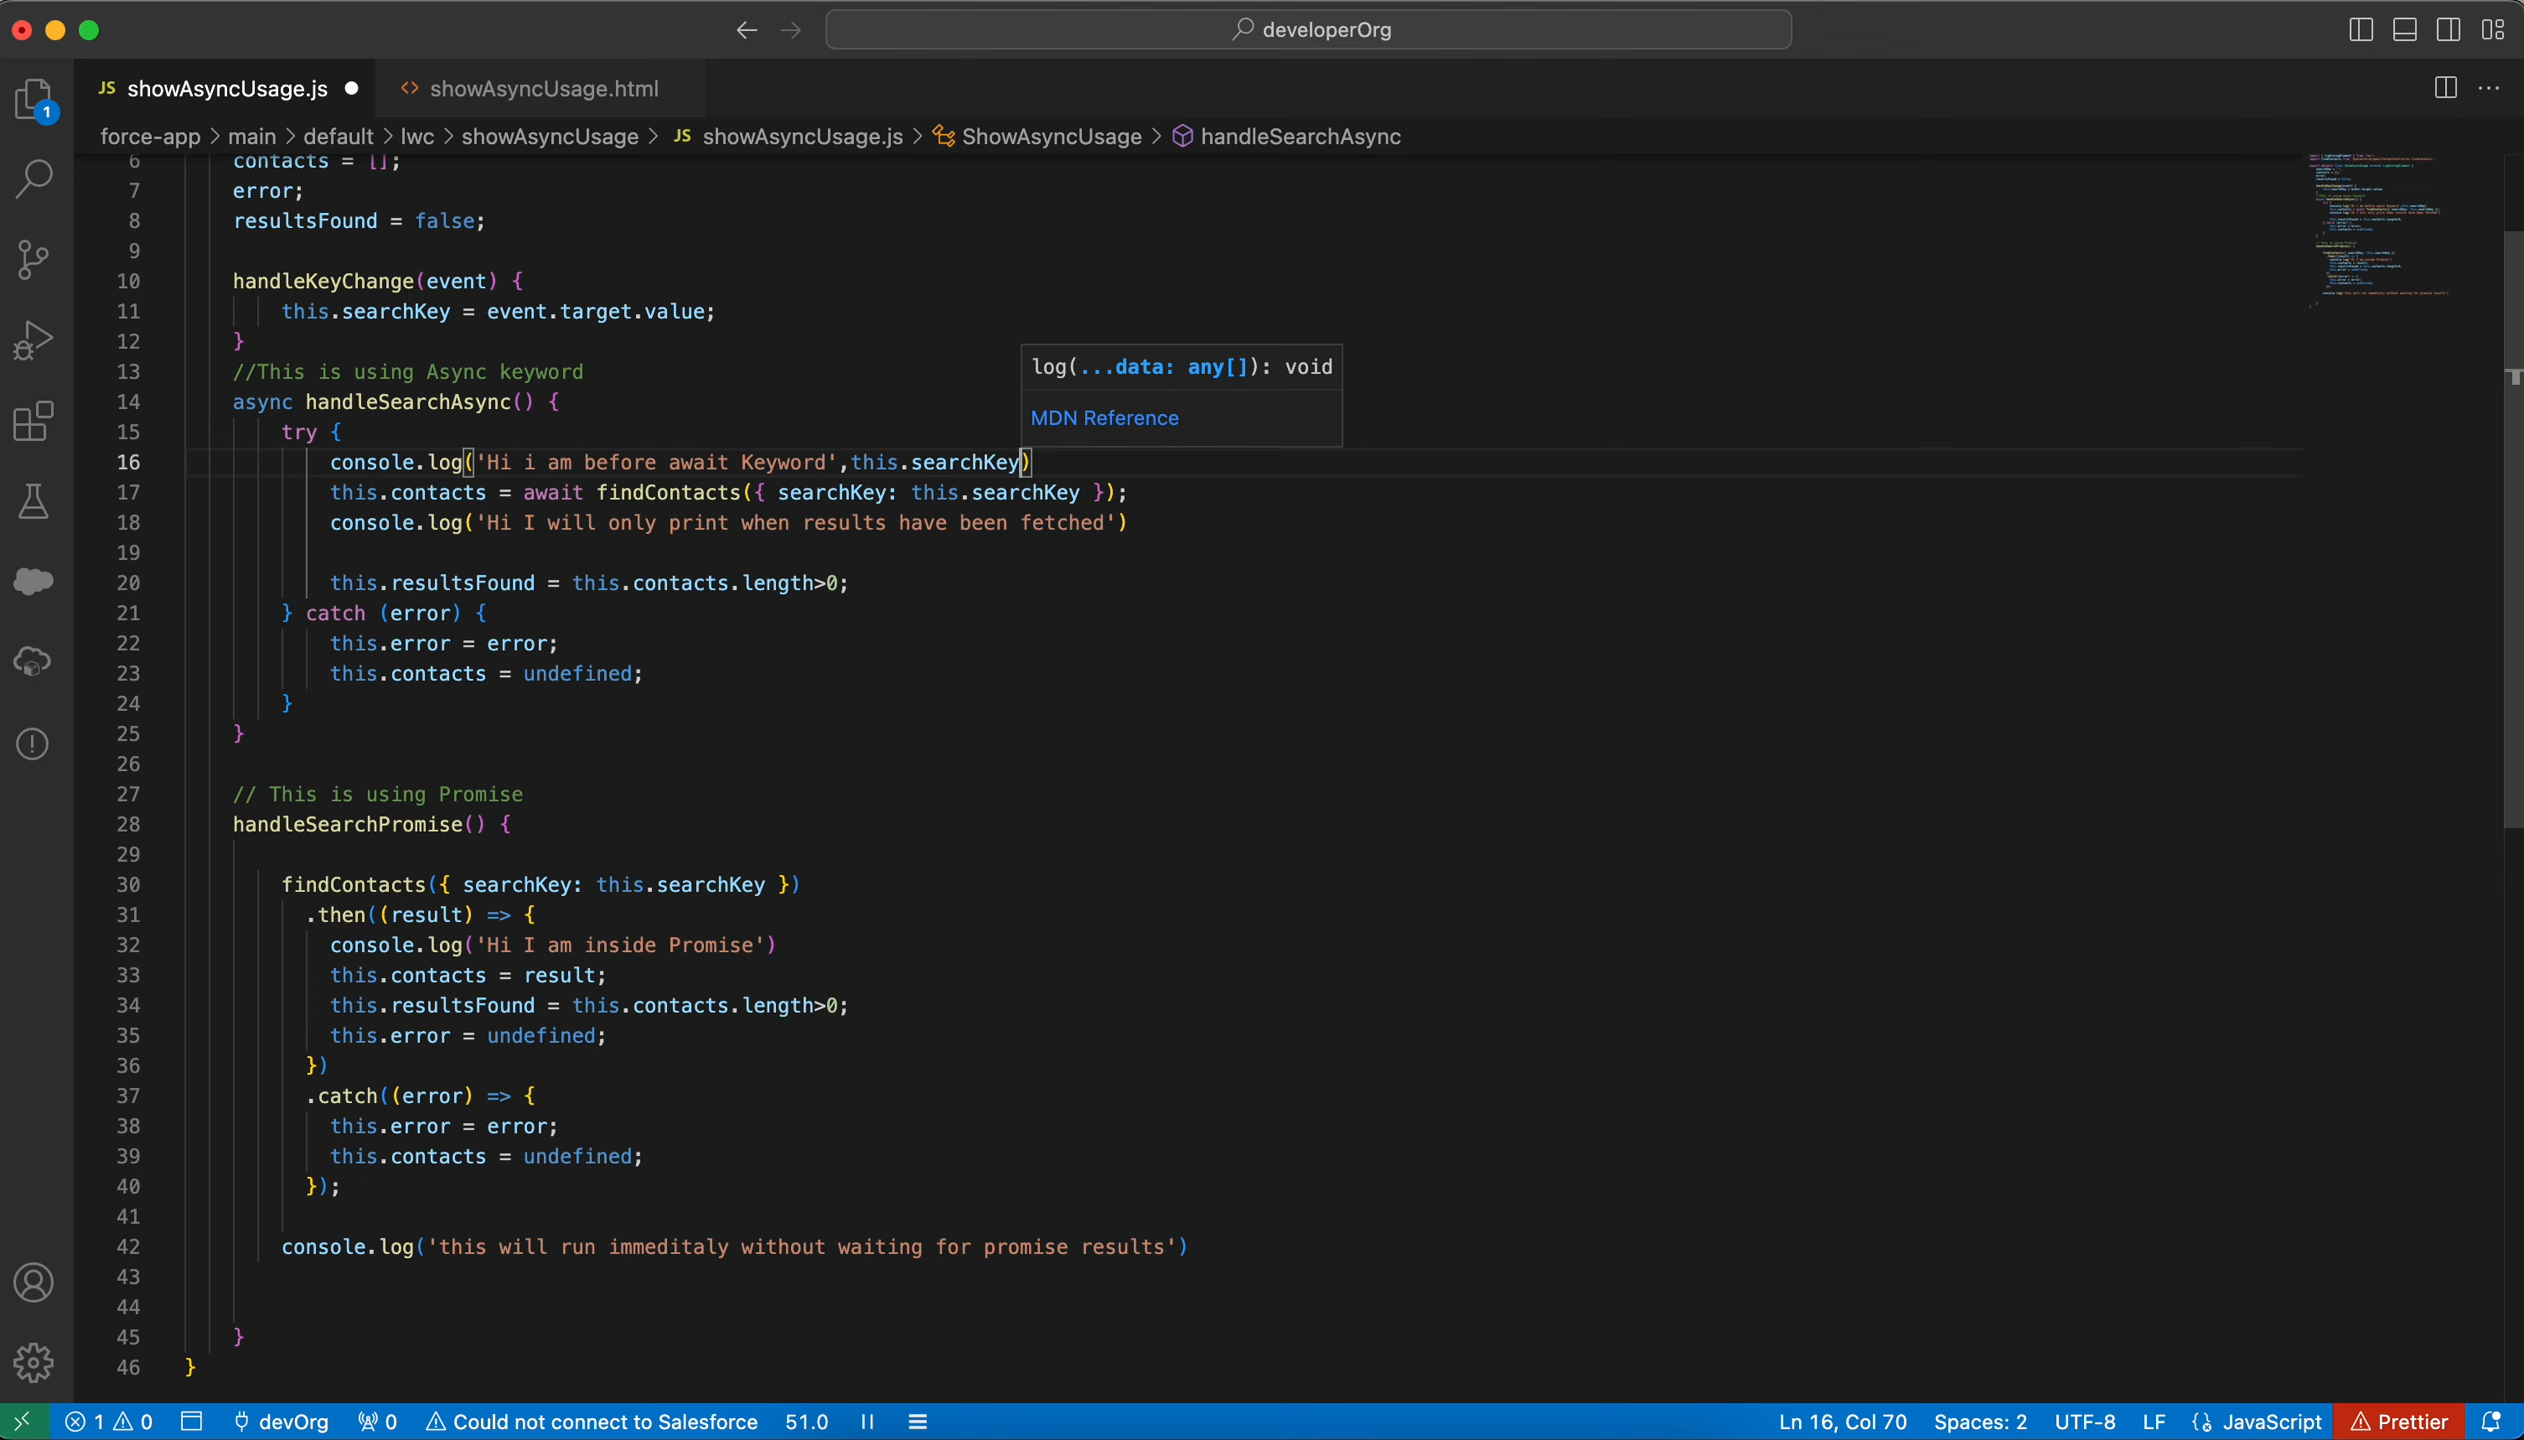 developerOrg
JS showAsyncUsage.js
<> showAsyncUsage.html
1
force-app > main > default > lwc > showAsyncUsage > JS showAsyncUsage.js > ShowAsyncUsage > handleSearchAsync
6 contacts = [];
7 error;
8 resultsFound = false;
9
10 handleKeyChange(event) {
11 this.searchKey = event.target.value;
12 }
13 //This is using Async keyword
14 async handleSearchAsync() {
15 try {
16 console.log('Hi i am before await Keyword',this.searchKey)
log(...data: any[]): void
MDN Reference
17 this.contacts = await findContacts({ searchKey: this.searchKey });
18 console.log('Hi I will only print when results have been fetched')
19
20 this.resultsFound = this.contacts.length>0;
21 } catch (error) {
22 this.error = error;
23 this.contacts = undefined;
24 }
25 }
26
27 // This is using Promise
28 handleSearchPromise() {
29
30 findContacts({ searchKey: this.searchKey })
31 .then((result) => {
32 console.log('Hi I am inside Promise')
33 this.contacts = result;
34 this.resultsFound = this.contacts.length>0;
35 this.error = undefined;
36 })
37 .catch((error) => {
38 this.error = error;
39 this.contacts = undefined;
40 });
41
42 console.log('this will run immeditaly without waiting for promise results')
43
44
45 }
46 }
1 0 devOrg 0 Could not connect to Salesforce 51.0 Ln 16, Col 70 Spaces: 2 UTF-8 LF JavaScript Prettier